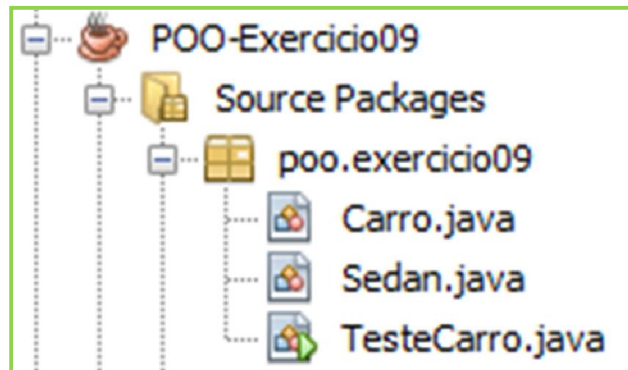 POO-Exercicio09
Source Packages
poo.exercicio09
Carro.java
Sedan.java
TesteCarro.java